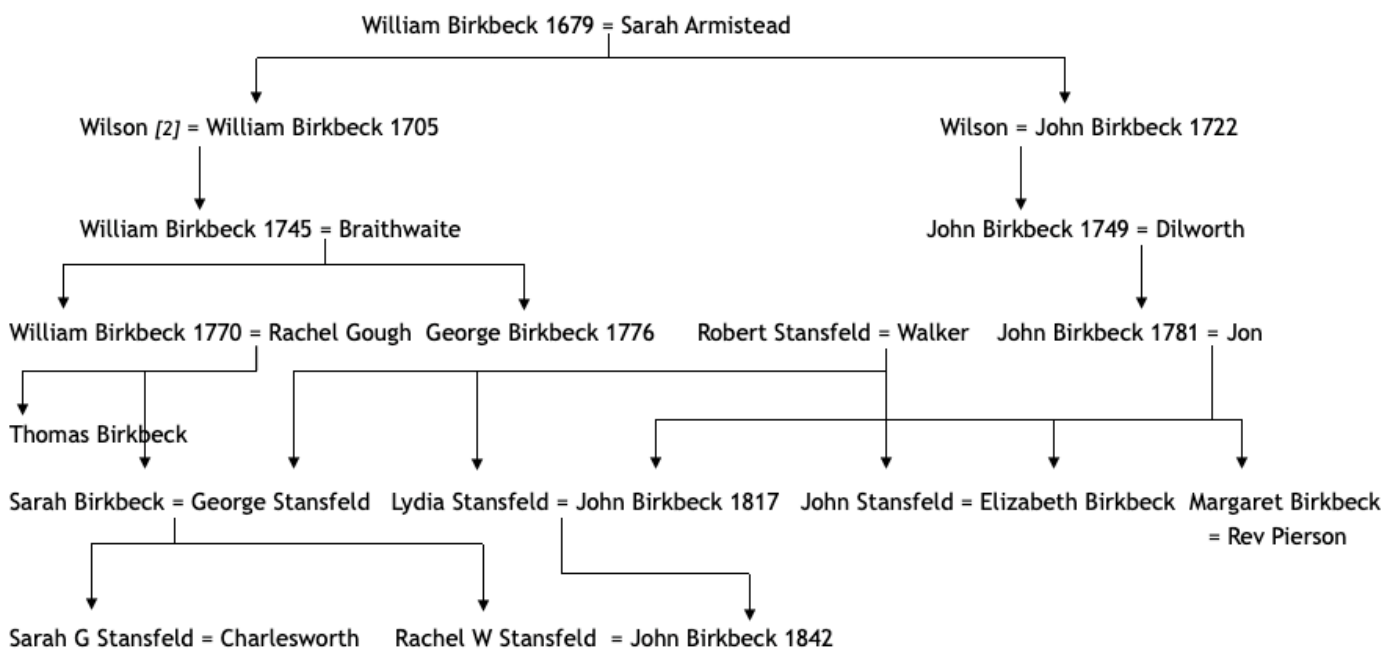 William Birkbeck 1679 = Sarah Armistead
Wilson [2] = William Birkbeck 1705
Wilson = John Birkbeck 1722
William Birkbeck 1745 = Braithwaite
John Birkbeck 1749 = Dilworth
William Birkbeck 1770 = Rachel Gough
George Birkbeck 1776
Robert Stansfeld = Walker
John Birkbeck 1781 = Jon
Thomas Birkbeck
Sarah Birkbeck = George Stansfeld
Lydia Stansfeld = John Birkbeck 1817
John Stansfeld = Elizabeth Birkbeck
Margaret Birkbeck
= Rev Pierson
Sarah G Stansfeld = Charlesworth
Rachel W Stansfeld = John Birkbeck 1842